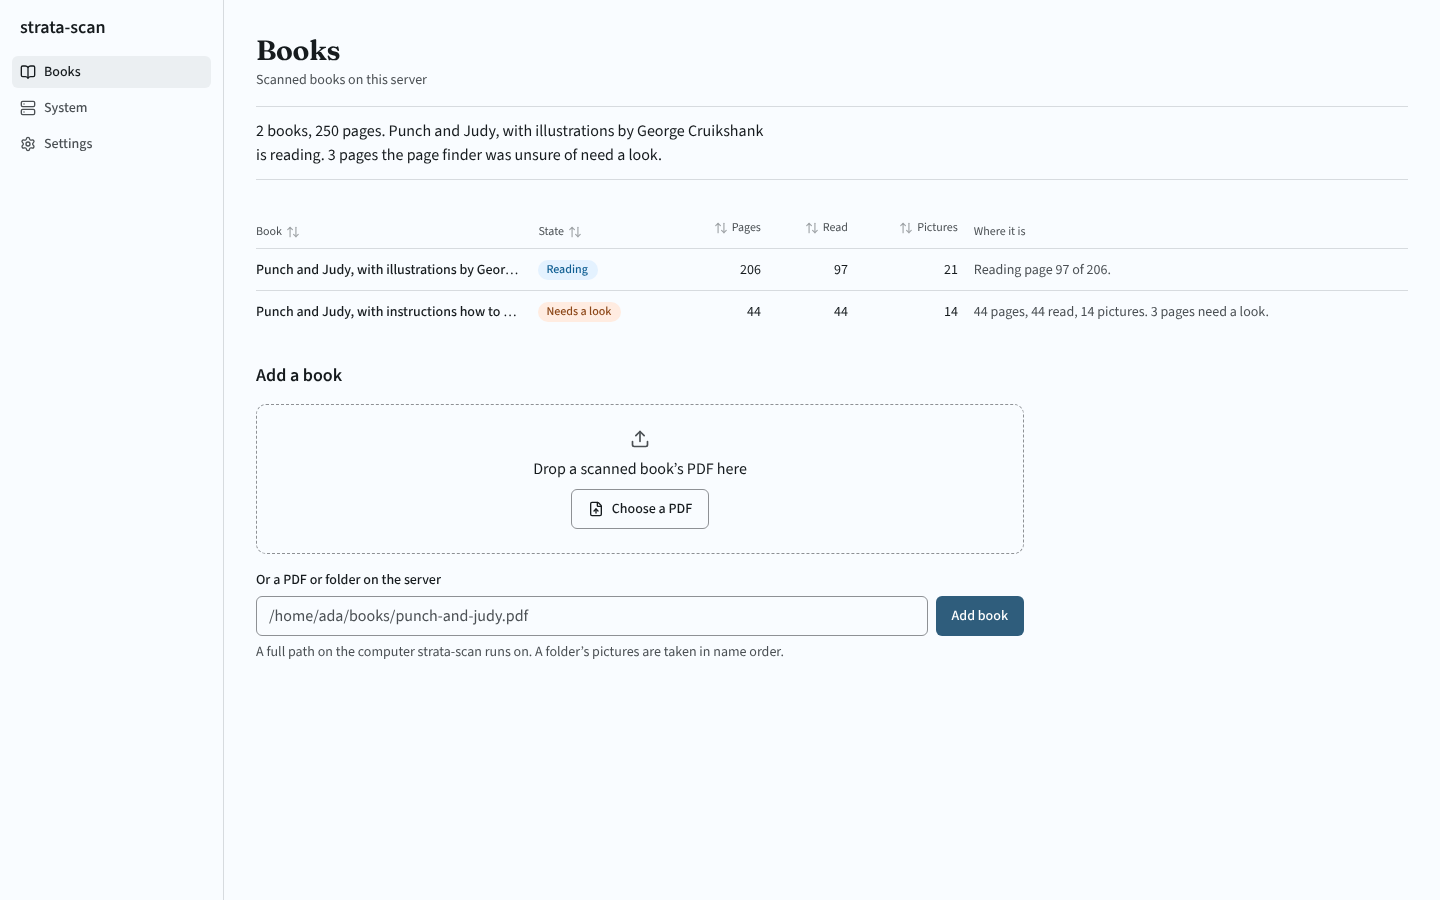 strata-scan
Books
System
Settings
Books
Scanned books on this server
2 books, 250 pages. Punch and Judy, with illustrations by George Cruikshank
is reading. 3 pages the page finder was unsure of need a look.
Book State Pages Read Pictures Where it is
Punch and Judy, with illustrations by Geor… Reading 206 97 21 Reading page 97 of 206.
Punch and Judy, with instructions how to … Needs a look 44 44 14 44 pages, 44 read, 14 pictures. 3 pages need a look.
Add a book
Drop a scanned book’s PDF here
Choose a PDF
Or a PDF or folder on the server
/home/ada/books/punch-and-judy.pdf Add book
A full path on the computer strata-scan runs on. A folder’s pictures are taken in name order.